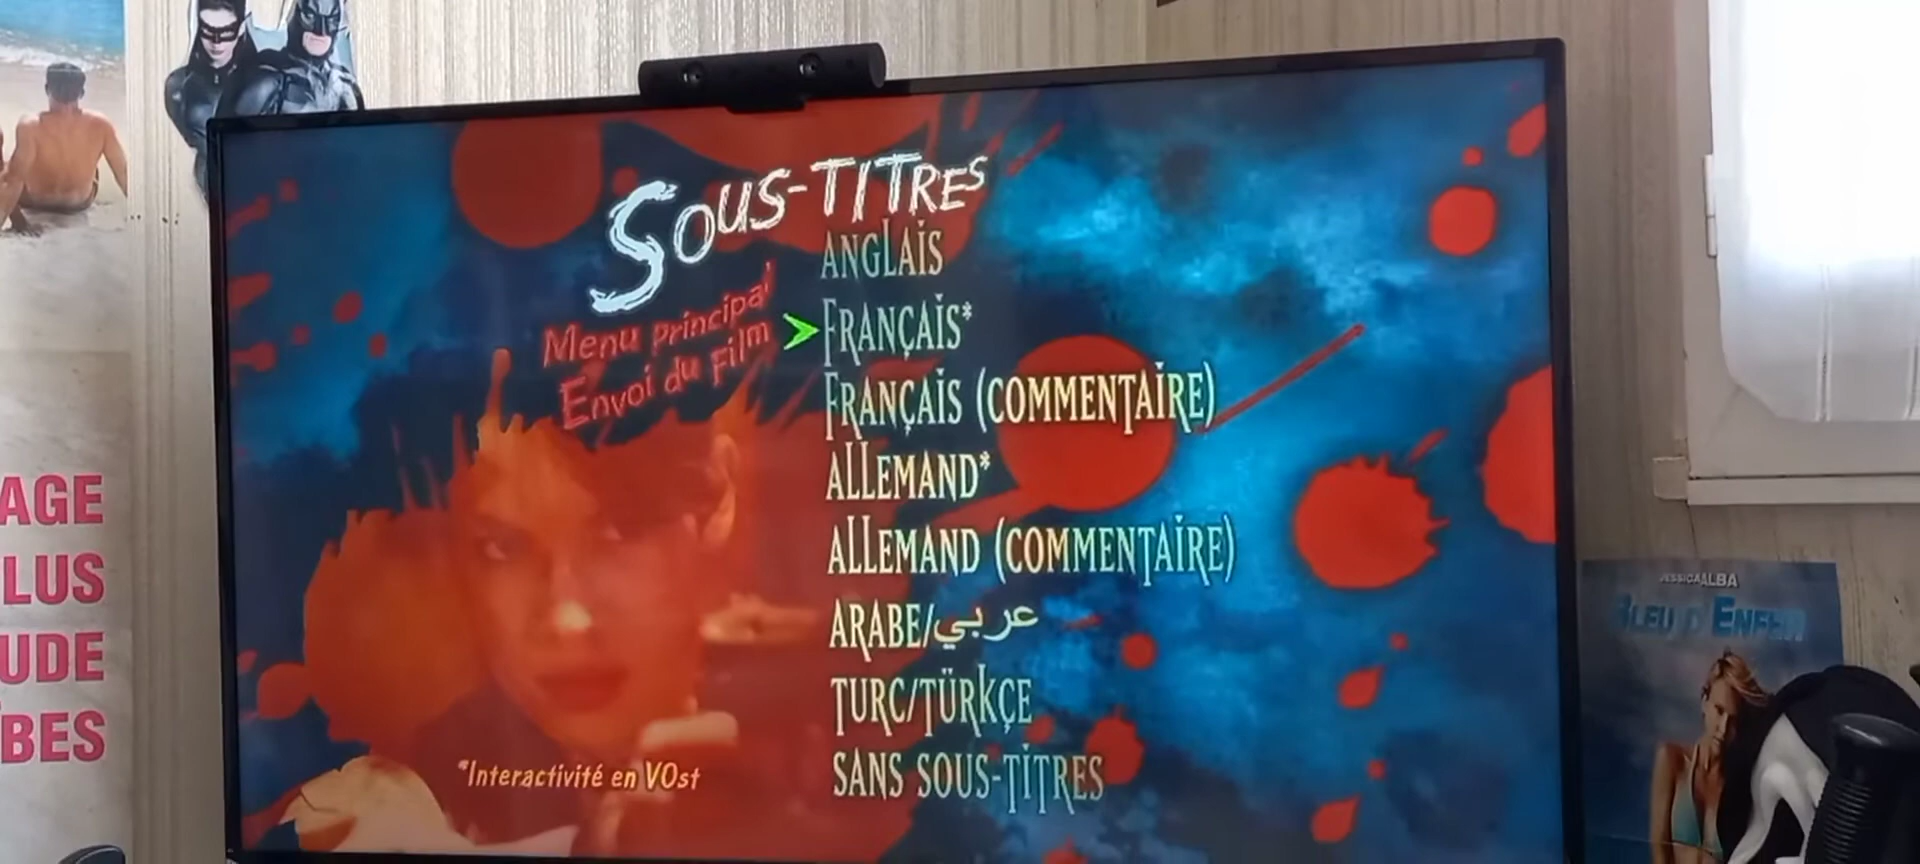 SOUS-TITRES
Menu principal
Envoi du Film
ANGLAIS
FRANÇAIS*
FRANÇAIS (COMMENTAIRE)
ALLEMAND*
ALLEMAND (COMMENTAIRE)
ARABE/عربي
TURC/TÜRKÇE
SANS SOUS-TITRES
*Interactivité en VOst
AGE
LUS
UDE
BES
JESSICA ALBA
BLEU D'ENFER